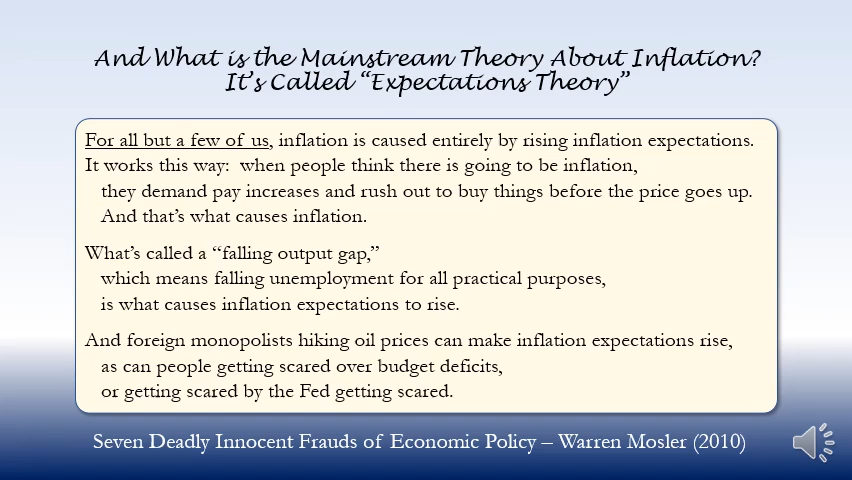 And What is the Mainstream Theory About Inflation?
It's Called “Expectations Theory”
For all but a few of us, inflation is caused entirely by rising inflation expectations.
It works this way:  when people think there is going to be inflation,
they demand pay increases and rush out to buy things before the price goes up.
And that's what causes inflation.
What's called a “falling output gap,”
which means falling unemployment for all practical purposes,
is what causes inflation expectations to rise.
And foreign monopolists hiking oil prices can make inflation expectations rise,
as can people getting scared over budget deficits,
or getting scared by the Fed getting scared.
Seven Deadly Innocent Frauds of Economic Policy – Warren Mosler (2010)